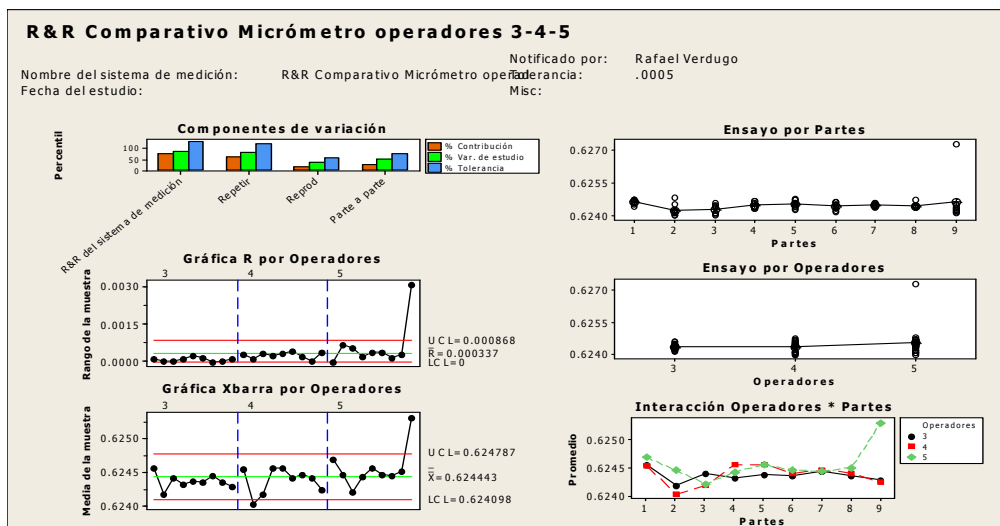 R&R Comparativo Micrómetro operadores 3-4-5
Notificado por: Rafael Verdugo
Nombre del sistema de medición: R&R Comparativo Micrómetro operad Tolerancia: .0005
Fecha del estudio: Misc:
Componentes de variación
Percentil
100
50
0
R&R del sistema de medición
Repetir
Reprod
Parte a parte
% Contribución
% Var. de estudio
% Tolerancia
Ensayo por Partes
0.6270
0.6255
0.6240
1 2 3 4 5 6 7 8 9
Partes
Gráfica R por Operadores
3 4 5
Rango de la muestra
0.0030
0.0015
0.0000
UCL=0.000868
R=0.000337
LCL=0
Ensayo por Operadores
0.6270
0.6255
0.6240
3 4 5
Operadores
Gráfica Xbarra por Operadores
3 4 5
Media de la muestra
0.6250
0.6245
0.6240
UCL=0.624787
X=0.624443
LCL=0.624098
Interacción Operadores * Partes
Promedio
0.6250
0.6245
0.6240
1 2 3 4 5 6 7 8 9
Partes
Operadores
3
4
5